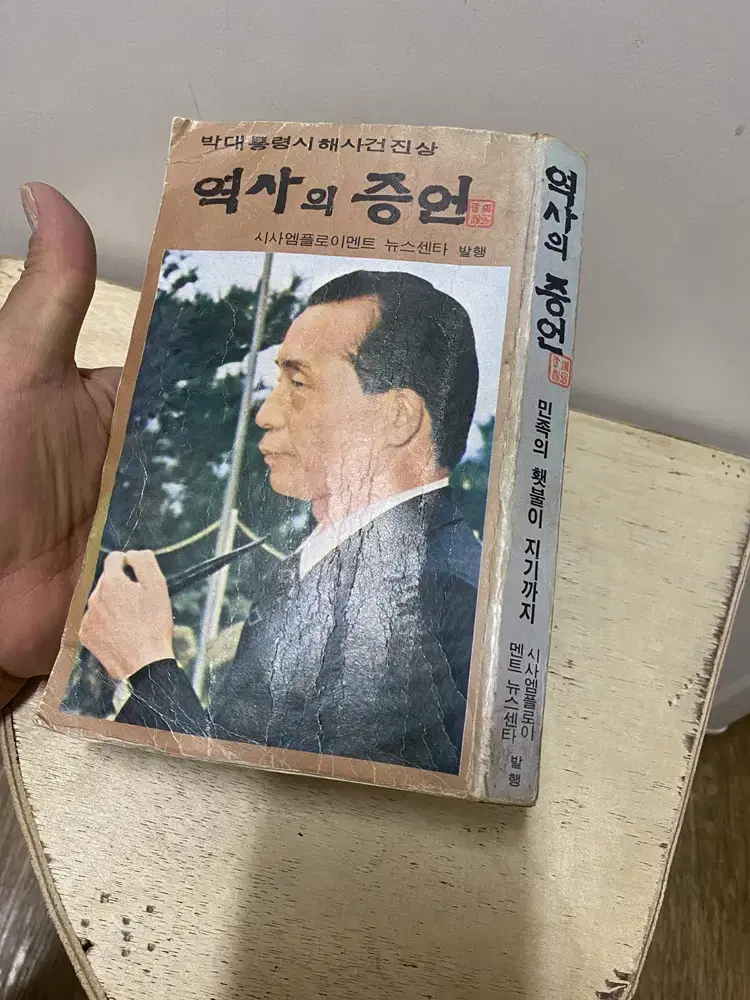 박대통령시해사건진상
역사의 증언
시사엠플로이멘트 뉴스센타 발행
역사의 증언
민족의 횃불이 지기까지
시사엠플로이
멘트 뉴스센타 발행